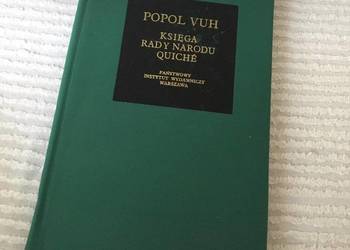 POPOL VUH
KSIĘGA
RADY NARODU
QUICHÉ
PAŃSTWOWY
INSTYTUT WYDAWNICZY
WARSZAWA